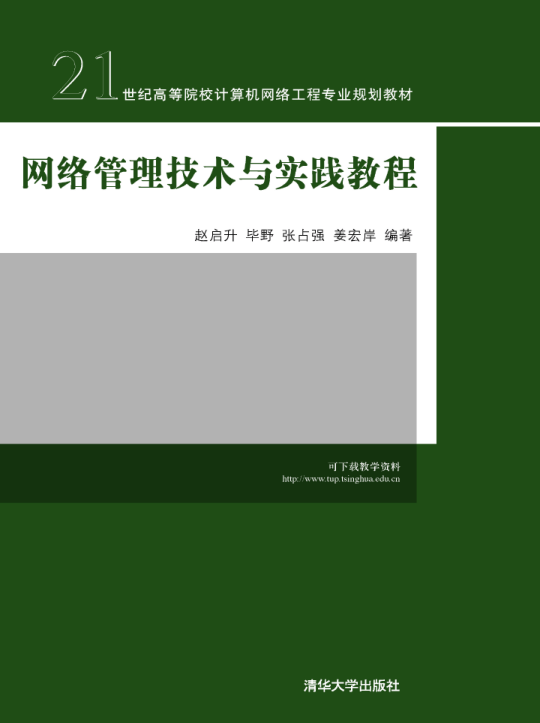 21世纪高等院校计算机网络工程专业规划教材
网络管理技术与实践教程
赵启升 毕野 张占强 姜宏岸 编著
可下载教学资料
http://www.tup.tsinghua.edu.cn
清华大学出版社